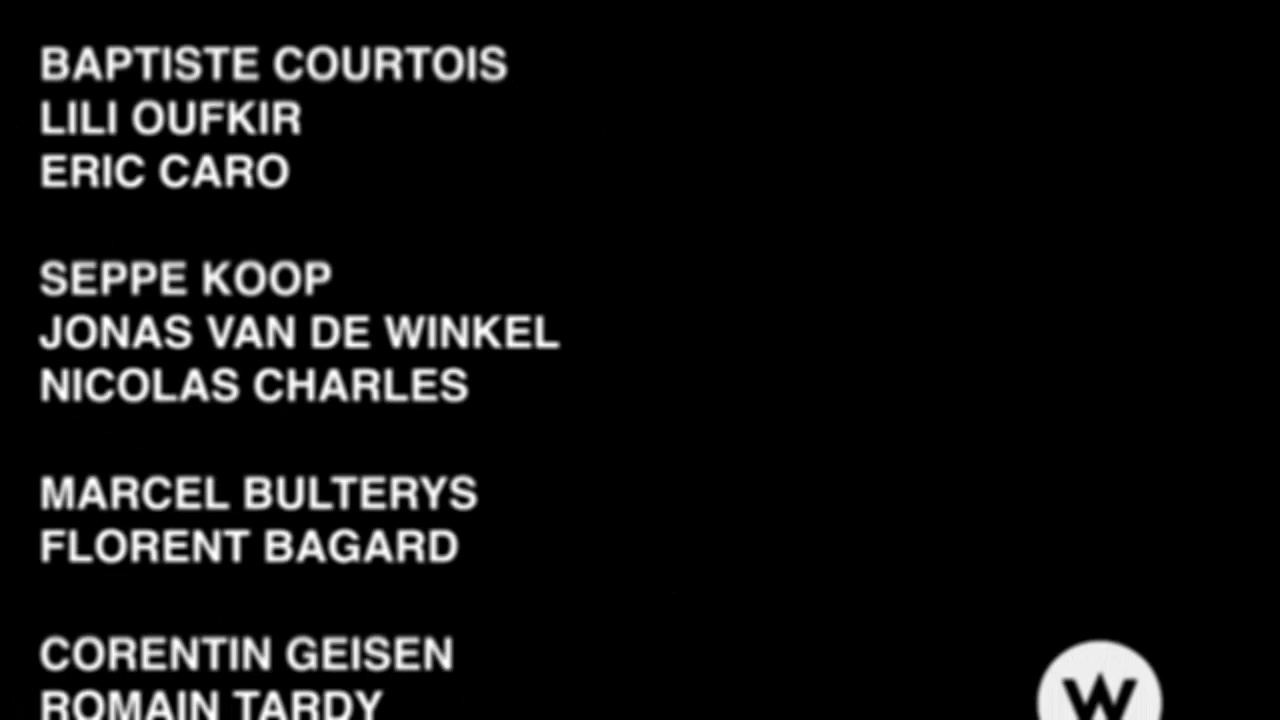 BAPTISTE COURTOIS
LILI OUFKIR
ERIC CARO
SEPPE KOOP
JONAS VAN DE WINKEL
NICOLAS CHARLES
MARCEL BULTERYS
FLORENT BAGARD
CORENTIN GEISEN
ROMAIN TARDY
W